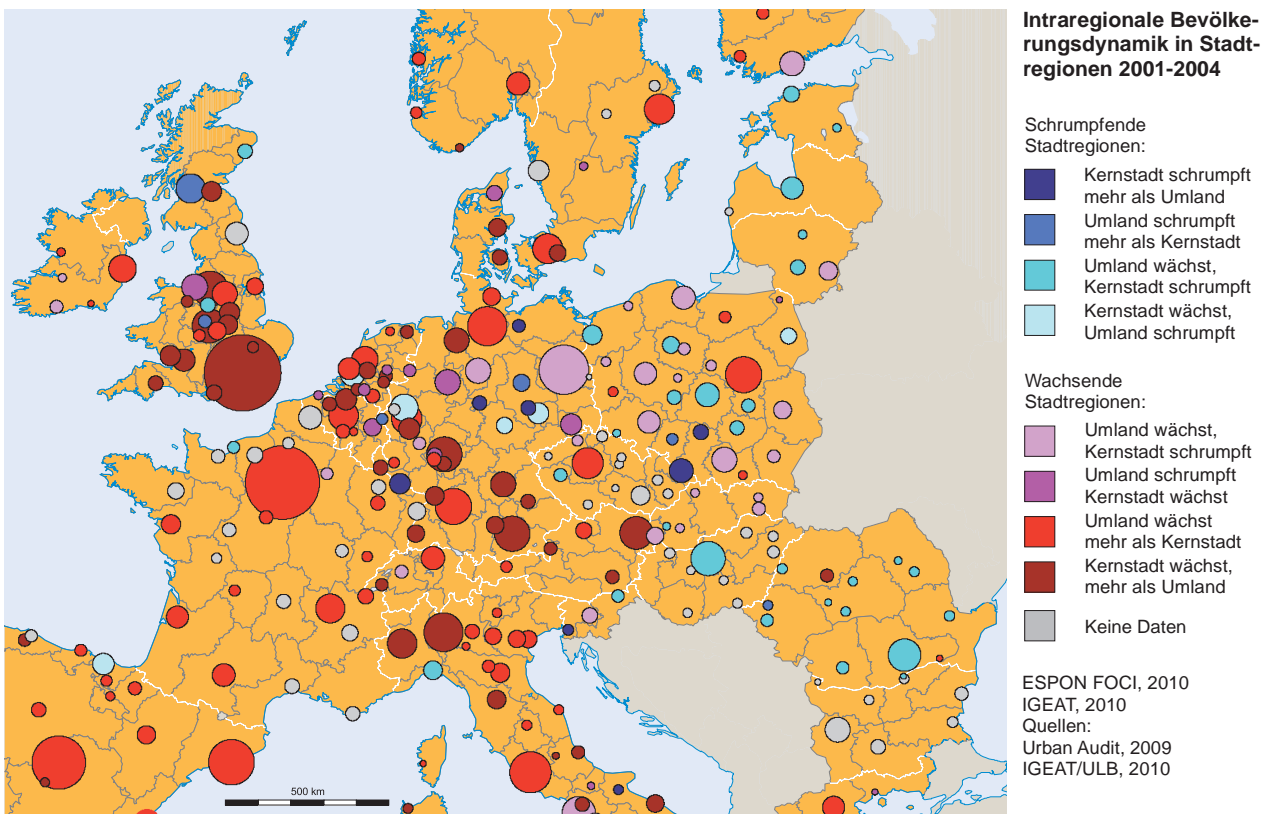 Intraregionale Bevölke-
rungsdynamik in Stadt-
regionen 2001-2004
Schrumpfende
Stadtregionen:
Kernstadt schrumpft
mehr als Umland
Umland schrumpft
mehr als Kernstadt
Umland wächst,
Kernstadt schrumpft
Kernstadt wächst,
Umland schrumpft
Wachsende
Stadtregionen:
Umland wächst,
Kernstadt schrumpft
Umland schrumpft
Kernstadt wächst
Umland wächst
mehr als Kernstadt
Kernstadt wächst,
mehr als Umland
Keine Daten
ESPON FOCI, 2010
IGEAT, 2010
Quellen:
Urban Audit, 2009
IGEAT/ULB, 2010
500 km